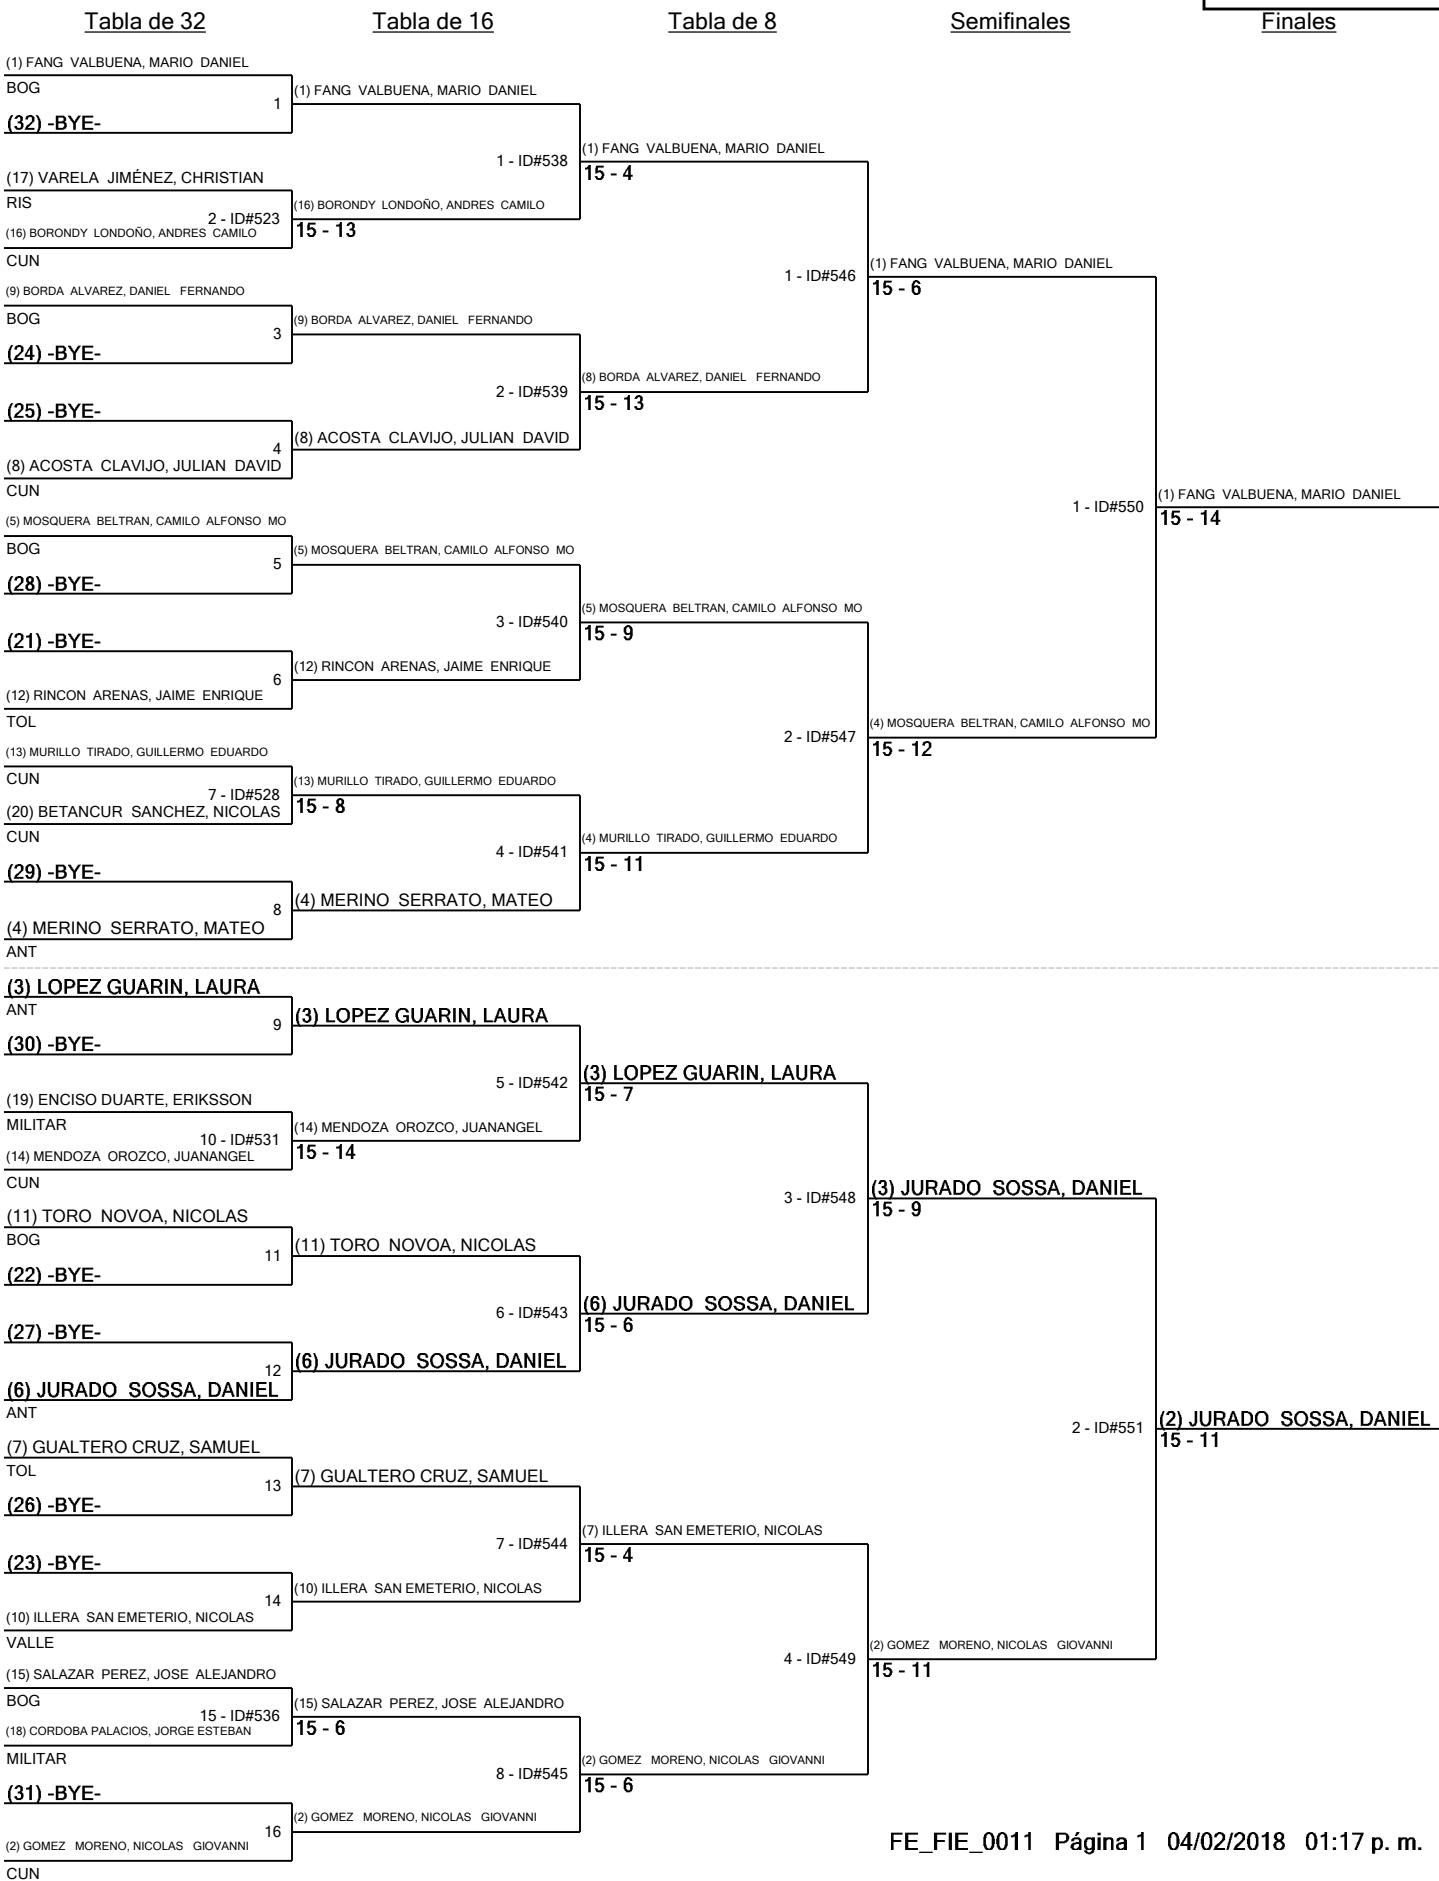 Tabla de 32
Tabla de 16
Tabla de 8
Semifinales
Finales
(1) FANG VALBUENA, MARIO DANIEL
BOG
1
(32) -BYE-
(17) VARELA JIMÉNEZ, CHRISTIAN
RIS
2 - ID#523
(16) BORONDY LONDOÑO, ANDRES CAMILO
CUN
(9) BORDA ALVAREZ, DANIEL FERNANDO
BOG
3
(24) -BYE-
(25) -BYE-
4
(8) ACOSTA CLAVIJO, JULIAN DAVID
CUN
(5) MOSQUERA BELTRAN, CAMILO ALFONSO MO
BOG
5
(28) -BYE-
(21) -BYE-
6
(12) RINCON ARENAS, JAIME ENRIQUE
TOL
(13) MURILLO TIRADO, GUILLERMO EDUARDO
CUN
7 - ID#528
(20) BETANCUR SANCHEZ, NICOLAS
CUN
(29) -BYE-
8
(4) MERINO SERRATO, MATEO
ANT
(3) LOPEZ GUARIN, LAURA
ANT
9
(30) -BYE-
(19) ENCISO DUARTE, ERIKSSON
MILITAR
10 - ID#531
(14) MENDOZA OROZCO, JUANANGEL
CUN
(11) TORO NOVOA, NICOLAS
BOG
11
(22) -BYE-
(27) -BYE-
12
(6) JURADO SOSSA, DANIEL
ANT
(7) GUALTERO CRUZ, SAMUEL
TOL
13
(26) -BYE-
(23) -BYE-
14
(10) ILLERA SAN EMETERIO, NICOLAS
VALLE
(15) SALAZAR PEREZ, JOSE ALEJANDRO
BOG
15 - ID#536
(18) CORDOBA PALACIOS, JORGE ESTEBAN
MILITAR
(31) -BYE-
16
(2) GOMEZ MORENO, NICOLAS GIOVANNI
CUN
(1) FANG VALBUENA, MARIO DANIEL
1 - ID#538
(16) BORONDY LONDOÑO, ANDRES CAMILO
15 - 13
(9) BORDA ALVAREZ, DANIEL FERNANDO
2 - ID#539
(8) ACOSTA CLAVIJO, JULIAN DAVID
(5) MOSQUERA BELTRAN, CAMILO ALFONSO MO
3 - ID#540
(12) RINCON ARENAS, JAIME ENRIQUE
(13) MURILLO TIRADO, GUILLERMO EDUARDO
15 - 8
4 - ID#541
(4) MERINO SERRATO, MATEO
(3) LOPEZ GUARIN, LAURA
5 - ID#542
(14) MENDOZA OROZCO, JUANANGEL
15 - 14
(11) TORO NOVOA, NICOLAS
6 - ID#543
(6) JURADO SOSSA, DANIEL
(7) GUALTERO CRUZ, SAMUEL
7 - ID#544
(10) ILLERA SAN EMETERIO, NICOLAS
(15) SALAZAR PEREZ, JOSE ALEJANDRO
15 - 6
8 - ID#545
(2) GOMEZ MORENO, NICOLAS GIOVANNI
(1) FANG VALBUENA, MARIO DANIEL
15 - 4
1 - ID#546
(8) BORDA ALVAREZ, DANIEL FERNANDO
15 - 13
(5) MOSQUERA BELTRAN, CAMILO ALFONSO MO
15 - 9
2 - ID#547
(4) MURILLO TIRADO, GUILLERMO EDUARDO
15 - 11
(3) LOPEZ GUARIN, LAURA
15 - 7
3 - ID#548
(6) JURADO SOSSA, DANIEL
15 - 6
(7) ILLERA SAN EMETERIO, NICOLAS
15 - 4
4 - ID#549
(2) GOMEZ MORENO, NICOLAS GIOVANNI
15 - 6
(1) FANG VALBUENA, MARIO DANIEL
15 - 6
1 - ID#550
(4) MOSQUERA BELTRAN, CAMILO ALFONSO MO
15 - 12
(3) JURADO SOSSA, DANIEL
15 - 9
2 - ID#551
(2) GOMEZ MORENO, NICOLAS GIOVANNI
15 - 11
(1) FANG VALBUENA, MARIO DANIEL
15 - 14
(2) JURADO SOSSA, DANIEL
15 - 11
FE_FIE_0011 Página 1 04/02/2018 01:17 p. m.